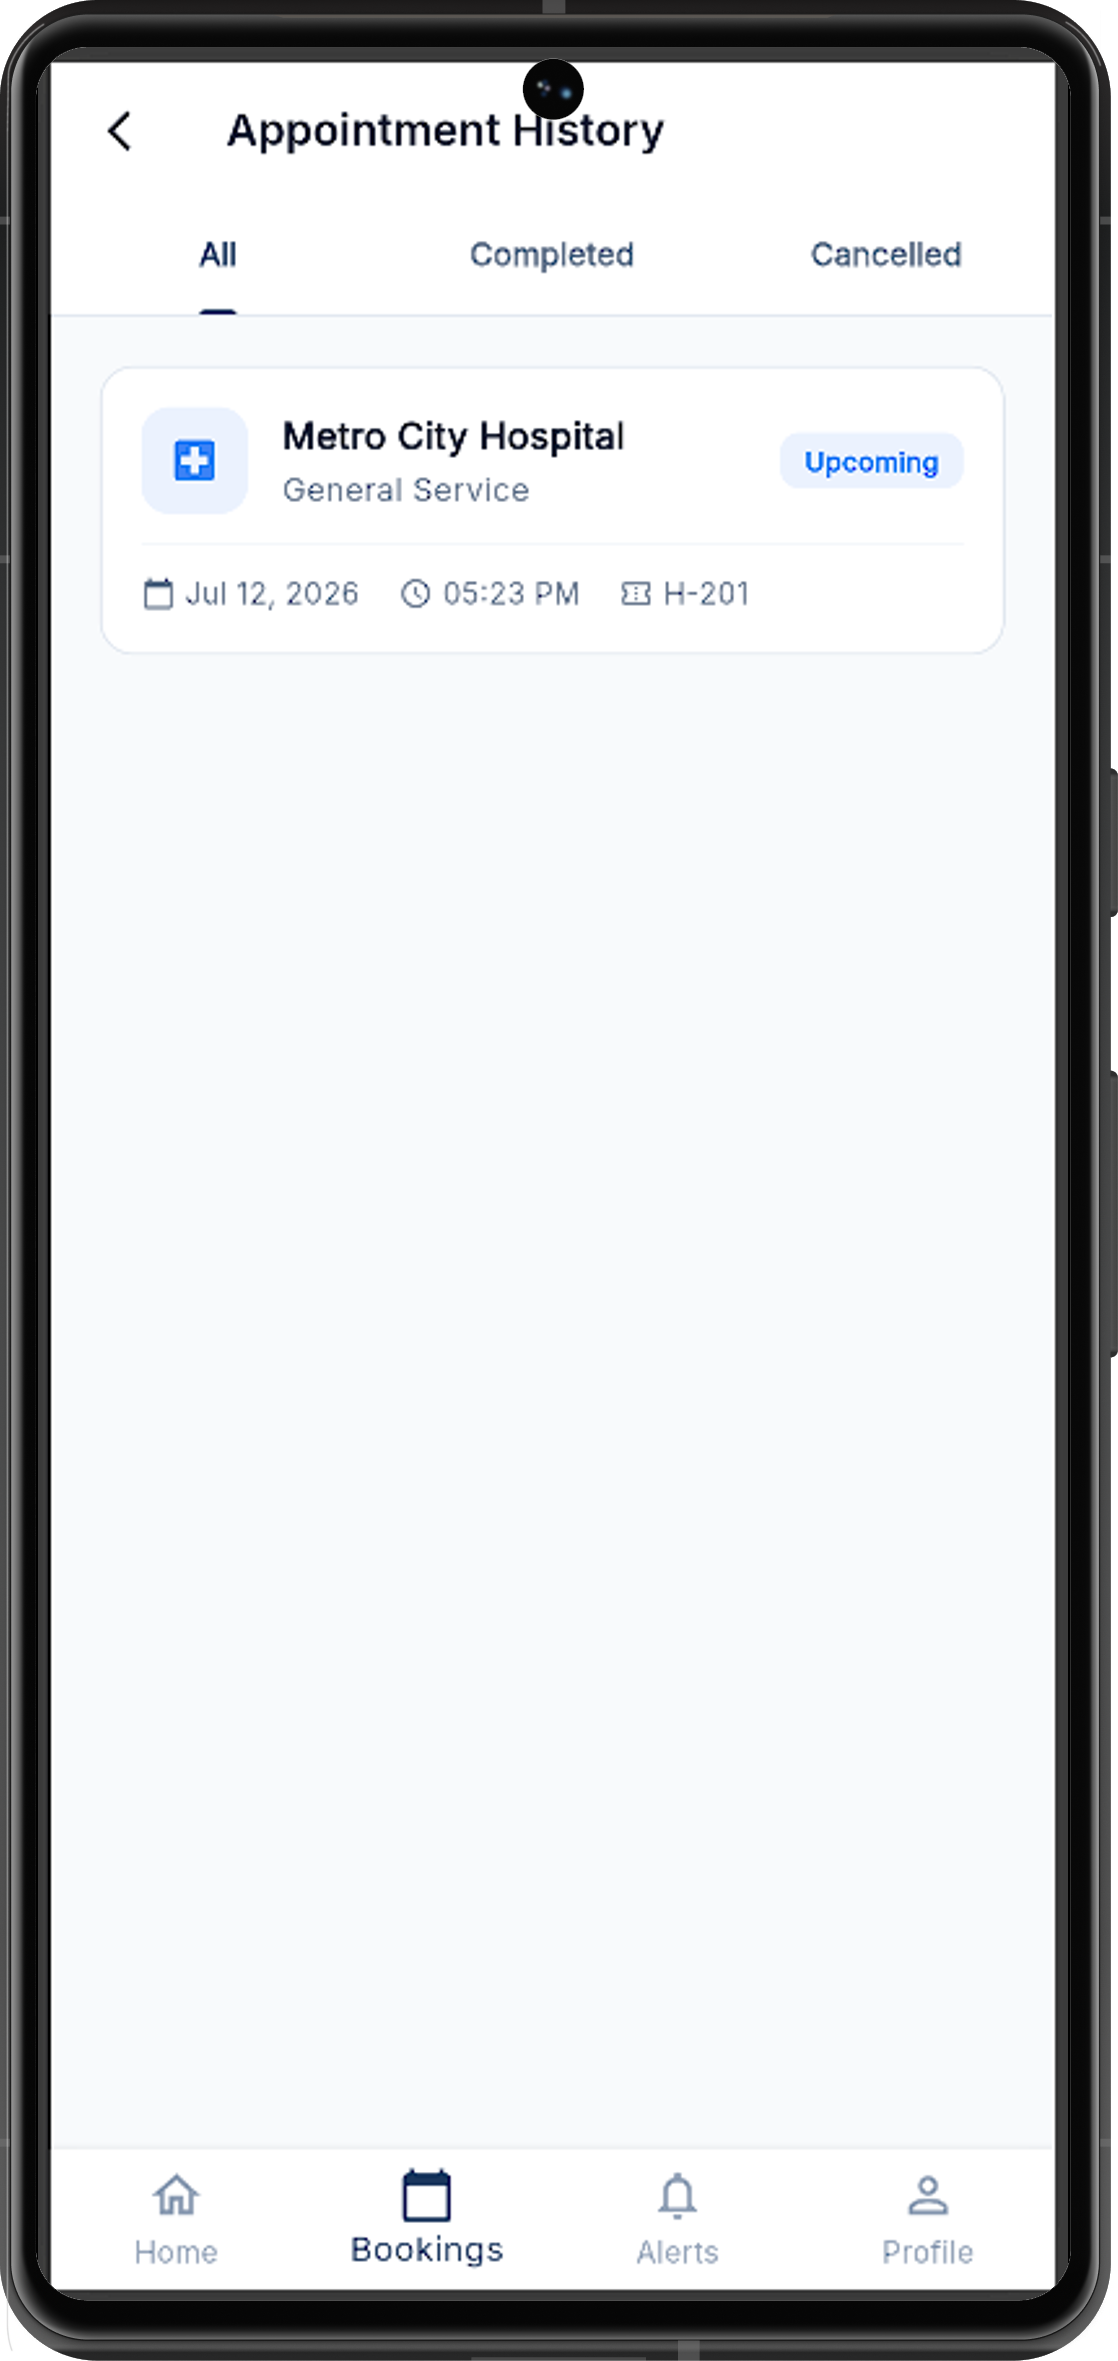 Appointment History
All Completed Cancelled
Metro City Hospital
General Service
Upcoming
Jul 12, 2026 05:23 PM H-201
Home Bookings Alerts Profile